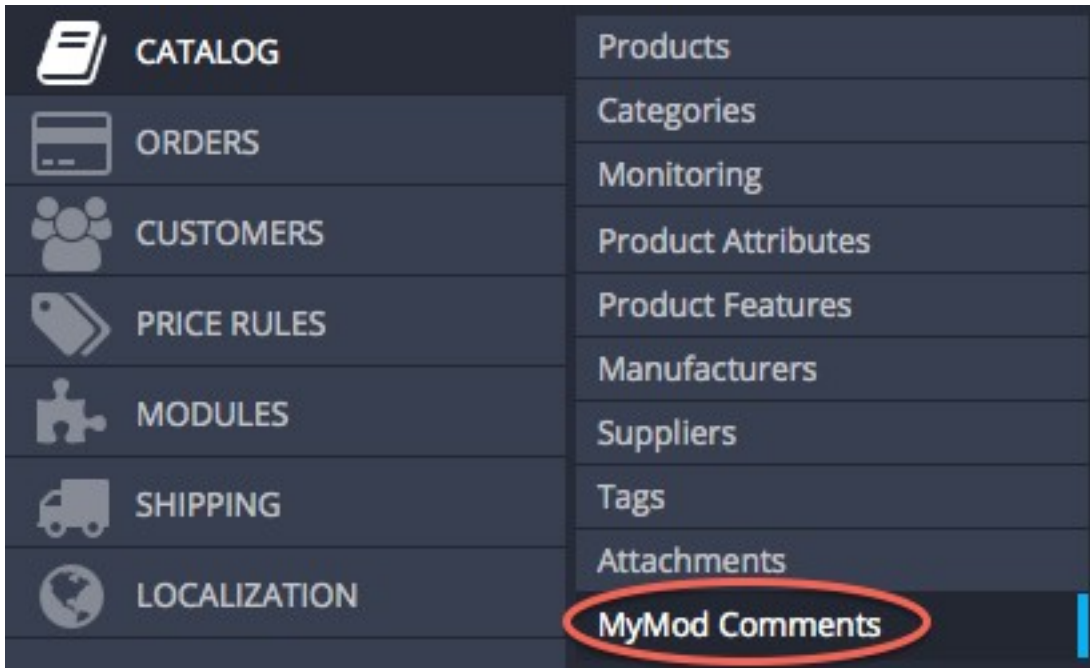 CATALOG
ORDERS
CUSTOMERS
PRICE RULES
MODULES
SHIPPING
LOCALIZATION
Products
Categories
Monitoring
Product Attributes
Product Features
Manufacturers
Suppliers
Tags
Attachments
MyMod Comments